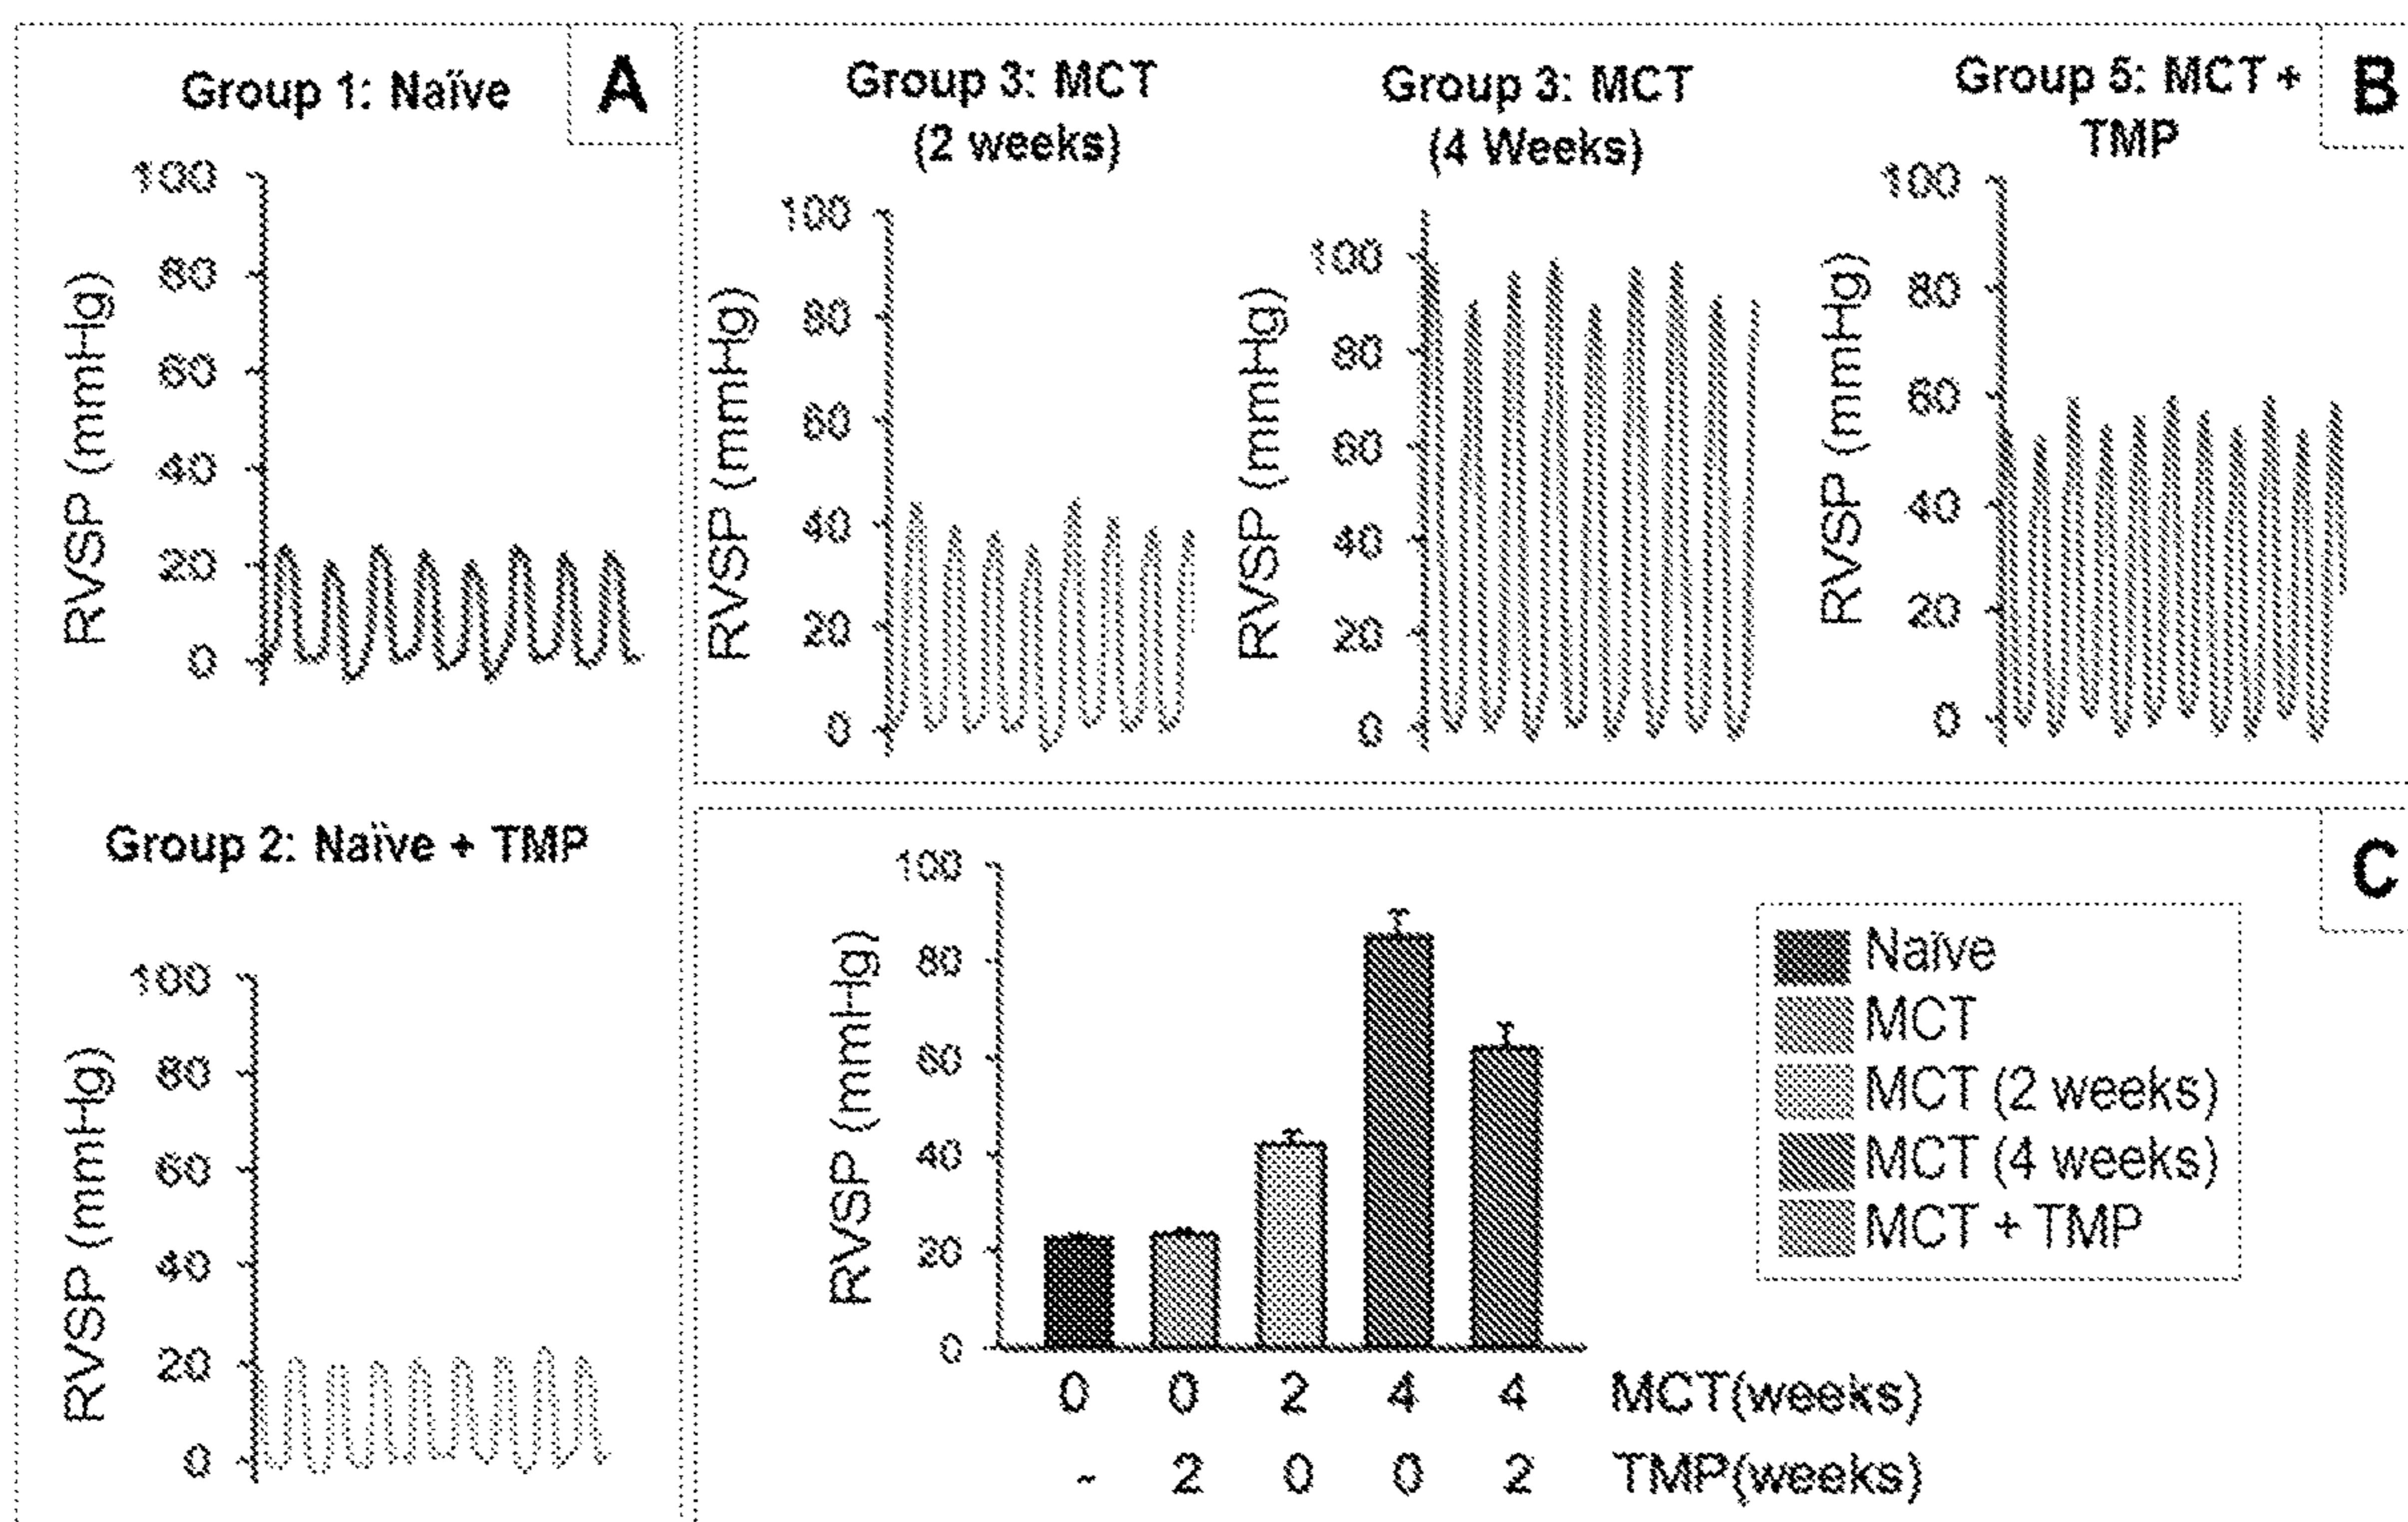 A
Group 1: Naïve
100
80
60
40
20
0
RVSP (mmHg)
Group 2: Naïve + TMP
100
80
60
40
20
0
RVSP (mmHg)
B
Group 3: MCT
(2 weeks)
100
80
60
40
20
0
RVSP (mmHg)
Group 3: MCT
(4 Weeks)
100
80
60
40
20
0
RVSP (mmHg)
Group 5: MCT +
TMP
100
80
60
40
20
0
RVSP (mmHg)
C
100
80
60
40
20
0
RVSP (mmHg)
0 0 2 4 4 MCT(weeks)
- 2 0 0 2 TMP(weeks)
Naïve
MCT
MCT (2 weeks)
MCT (4 weeks)
MCT + TMP